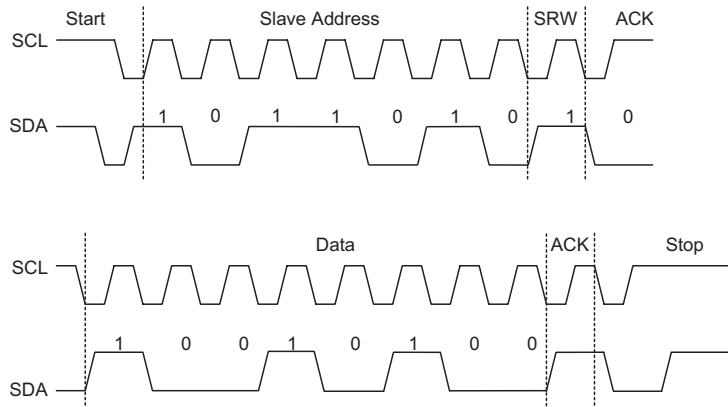 Start Slave Address SRW ACK
SCL
1 0 1 1 0 1 0 1 0
SDA
Data ACK Stop
SCL
1 0 0 1 0 1 0 0
SDA